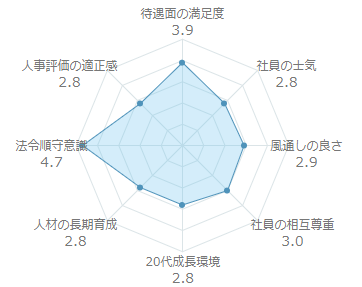 待遇面の満足度
3.9
人事評価の適正感
2.8
社員の士気
2.8
法令順守意識
4.7
風通しの良さ
2.9
人材の長期育成
2.8
社員の相互尊重
3.0
20代成長環境
2.8